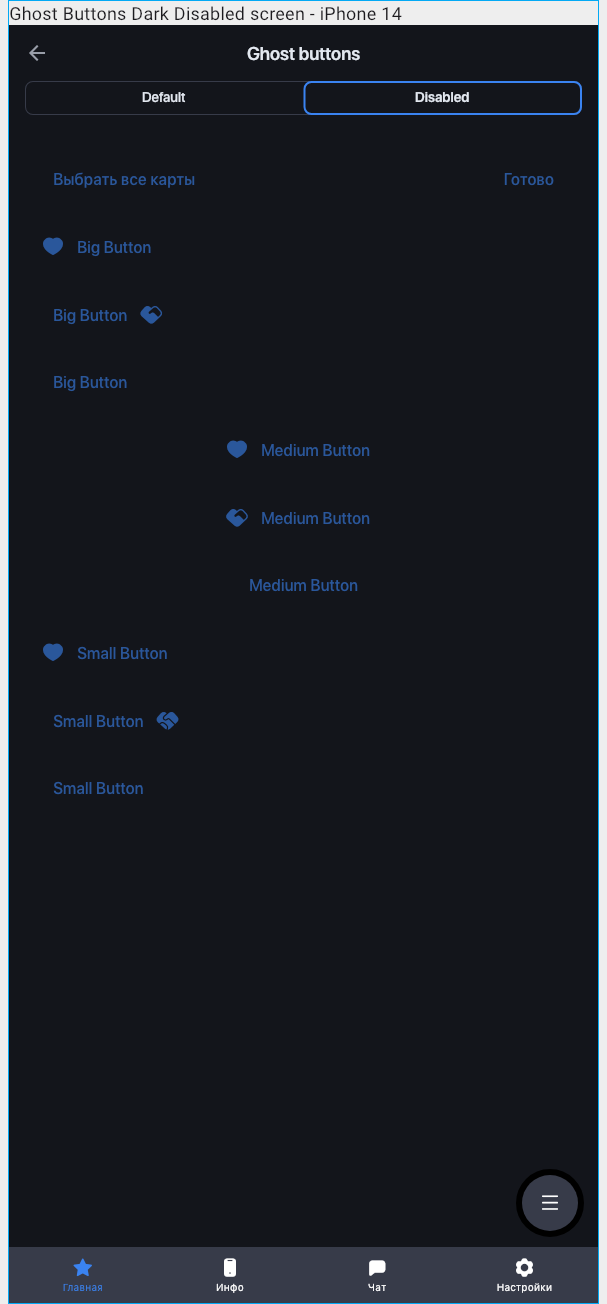 Ghost Buttons Dark Disabled screen - iPhone 14
Ghost buttons
Default Disabled
Выбрать все карты Готово
Big Button
Big Button
Big Button
Medium Button
Medium Button
Medium Button
Small Button
Small Button
Small Button
Главная Инфо Чат Настройки